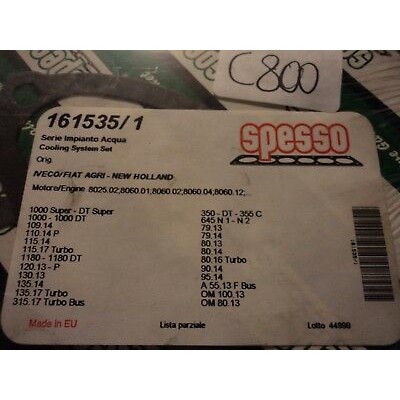 C800
161535/1
spesso
Serie Impianto Acqua
Cooling System Set
Orig.
IVECO/FIAT AGRI - NEW HOLLAND
Motore/Engine 8025.02;8060.01;8060.02;8060.04;8060.12;
1000 Super - DT Super
1000 - 1000 DT
109.14
110.14 P
115.14
115.17 Turbo
1180 - 1180 DT
120.13 - P
130.13
135.14
135.17 Turbo
315.17 Turbo Bus
350 - DT - 355 C
645 N 1 - N 2
79.13
79.14
80.13
80.14
80.16 Turbo
90.14
95.14
A 55.13 F Bus
OM 100.13
OM 80.13
Made in EU
Lista parziale
Lotto 44999